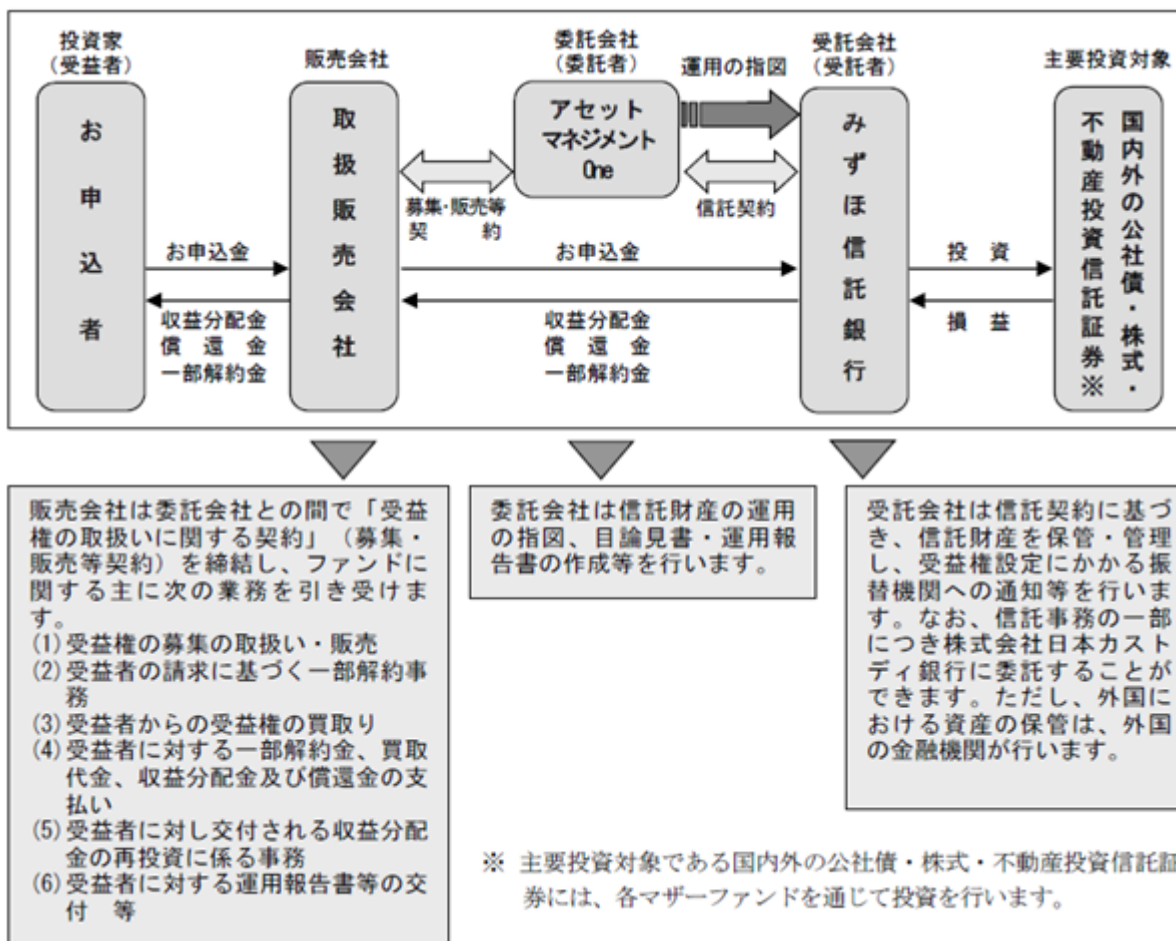 投資家
(受益者)
お申込者
販売会社
取扱販売会社
委託会社
(委託者)
アセット
マネジメント
One
運用の指図
受託会社
(受託者)
みずほ信託銀行
主要投資対象
国内外の公社債・株式・
不動産投資信託証券※
募集・販売等
契 約
信託契約
お申込金
収益分配金
償 還 金
一部解約金
お申込金
収益分配金
償 還 金
一部解約金
投 資
損 益
販売会社は委託会社との間で「受益
権の取扱いに関する契約」（募集・
販売等契約）を締結し、ファンドに
関する主に次の業務を引き受けま
す。
(1)受益権の募集の取扱い・販売
(2)受益者の請求に基づく一部解約事
務
(3)受益者からの受益権の買取り
(4)受益者に対する一部解約金、買取
代金、収益分配金及び償還金の支
払い
(5)受益者に対し交付される収益分配
金の再投資に係る事務
(6)受益者に対する運用報告書等の交
付 等
委託会社は信託財産の運用
の指図、目論見書・運用報
告書の作成等を行います。
受託会社は信託契約に基づ
き、信託財産を保管・管理
し、受益権設定にかかる振
替機関への通知等を行いま
す。なお、信託事務の一部
につき株式会社日本カスト
ディ銀行に委託することが
できます。ただし、外国に
おける資産の保管は、外国
の金融機関が行います。
※ 主要投資対象である国内外の公社債・株式・不動産投資信託証
券には、各マザーファンドを通じて投資を行います。